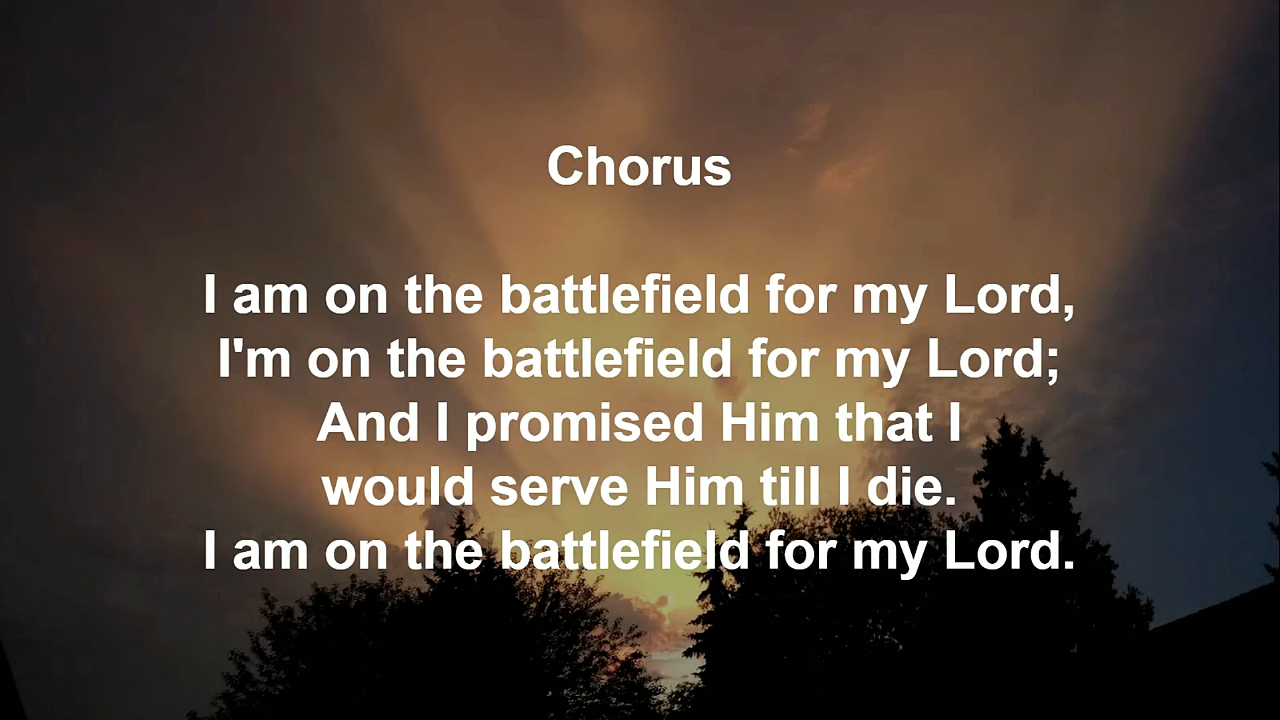 Chorus
I am on the battlefield for my Lord,
I'm on the battlefield for my Lord;
And I promised Him that I
would serve Him till I die.
I am on the battlefield for my Lord.